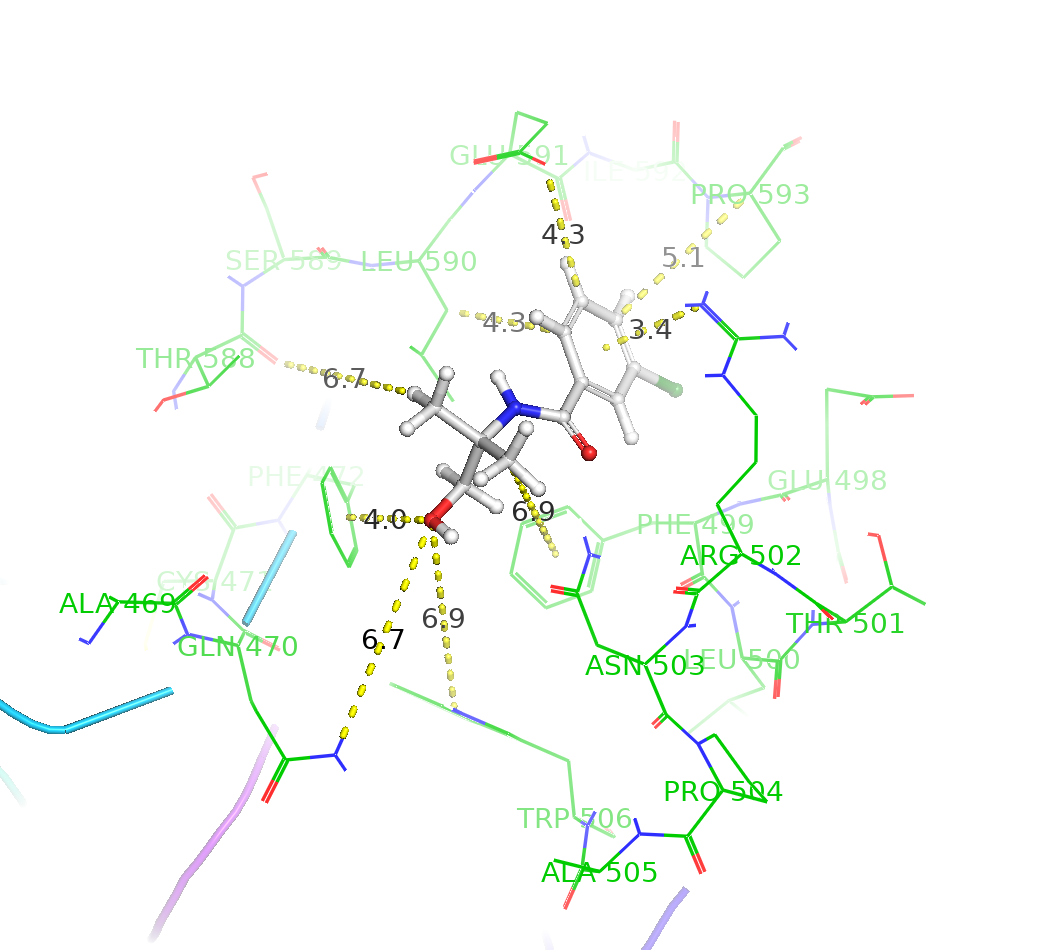 GLU 591
ILE 592
PRO 593
4.3
5.1
SER 589
LEU 590
4.3
3.4
THR 588
6.7
PHE 472
GLU 498
4.0
6.9
PHE 499
ARG 502
CYS 471
ALA 469
6.9
THR 501
6.7
GLN 470
ASN 503
LEU 500
PRO 504
TRP 506
ALA 505